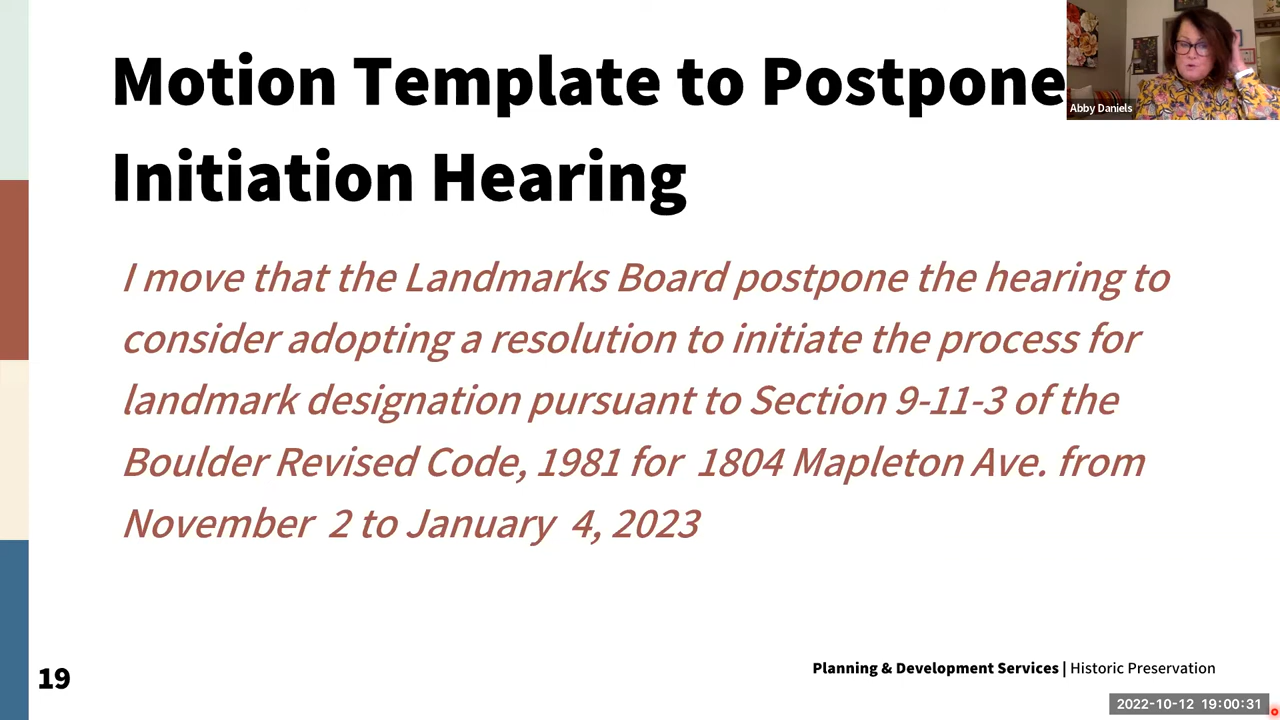 Motion Template to Postpone
Initiation Hearing
Abby Daniels
I move that the Landmarks Board postpone the hearing to
consider adopting a resolution to initiate the process for
landmark designation pursuant to Section 9-11-3 of the
Boulder Revised Code, 1981 for 1804 Mapleton Ave. from
November 2 to January 4, 2023
19
Planning & Development Services | Historic Preservation
2022-10-12 19:00:31